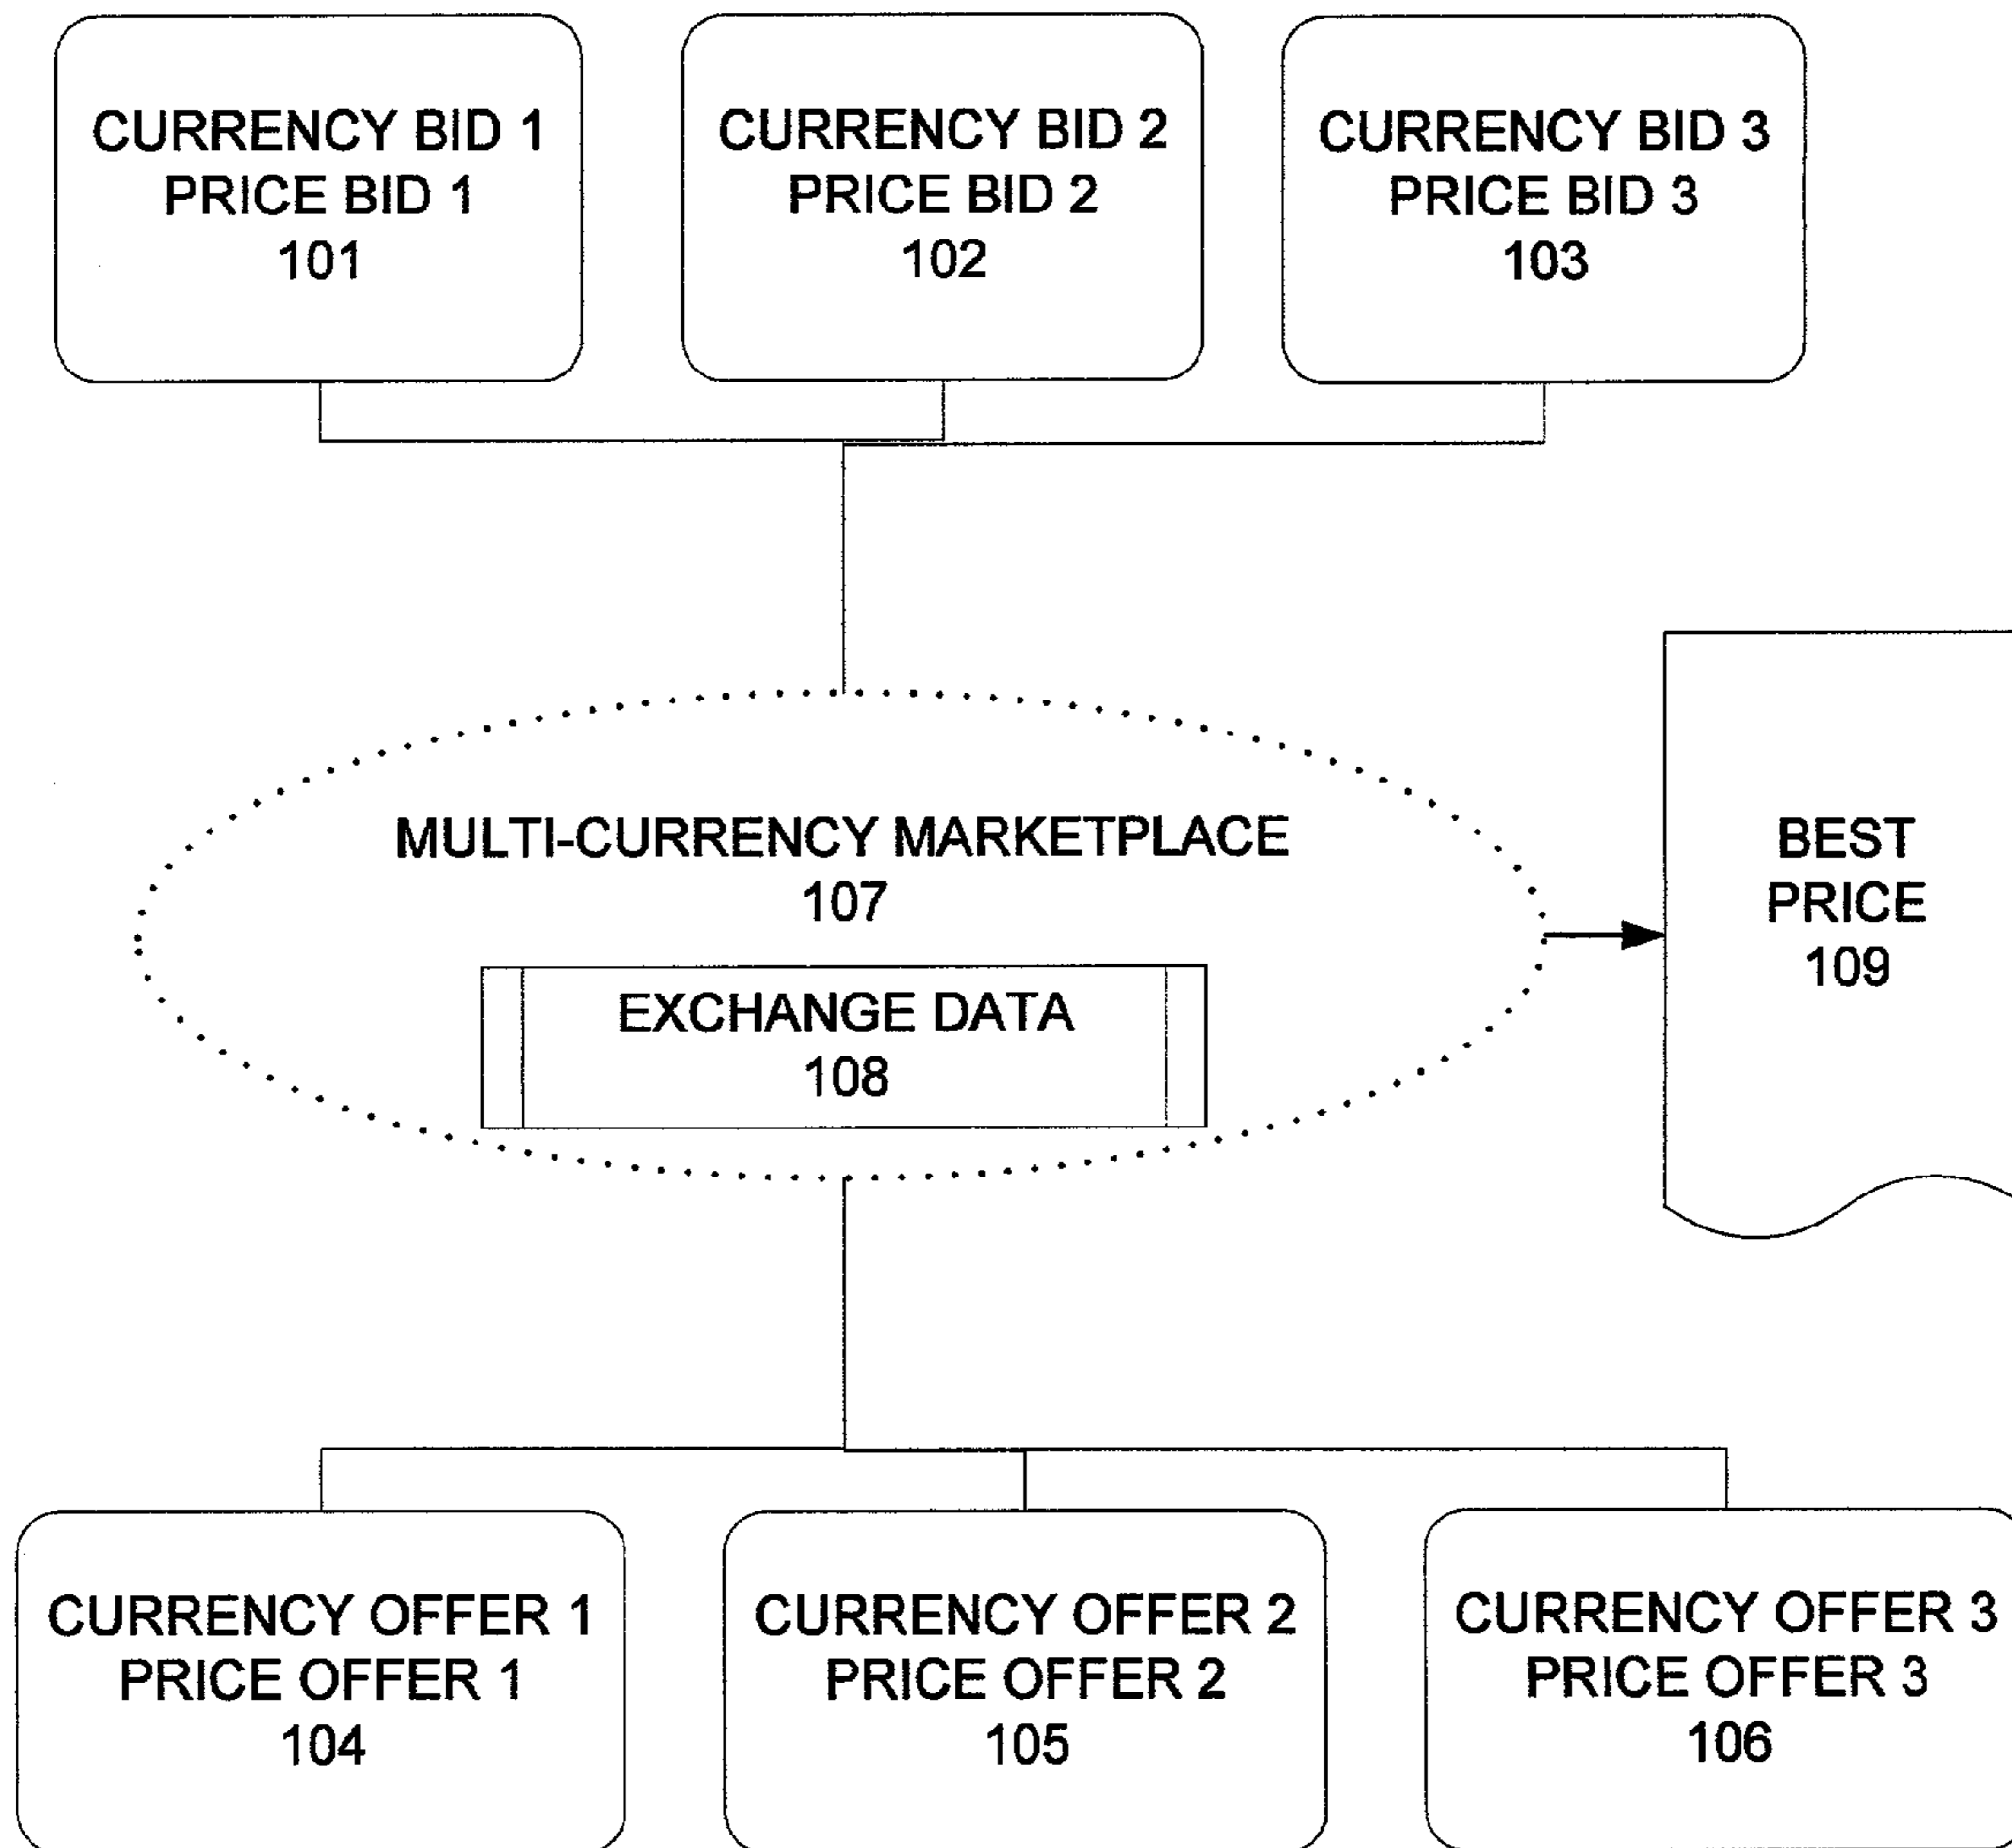 CURRENCY BID 1
PRICE BID 1
101
CURRENCY BID 2
PRICE BID 2
102
CURRENCY BID 3
PRICE BID 3
103
MULTI-CURRENCY MARKETPLACE
107
EXCHANGE DATA
108
BEST
PRICE
109
CURRENCY OFFER 1
PRICE OFFER 1
104
CURRENCY OFFER 2
PRICE OFFER 2
105
CURRENCY OFFER 3
PRICE OFFER 3
106